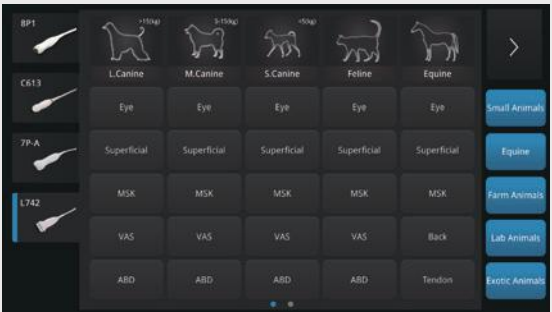 8P1
>15(kg)
5-15(kg)
<5(kg)
L.Canine
M.Canine
S.Canine
Feline
Equine
C613
Eye
Eye
Eye
Eye
Eye
Small Animals
7P-A
Superficial
Superficial
Superficial
Superficial
Superficial
Equine
MSK
MSK
MSK
MSK
MSK
Farm Animals
L742
VAS
VAS
VAS
VAS
Back
Lab Animals
ABD
ABD
ABD
ABD
Tendon
Exotic Animals